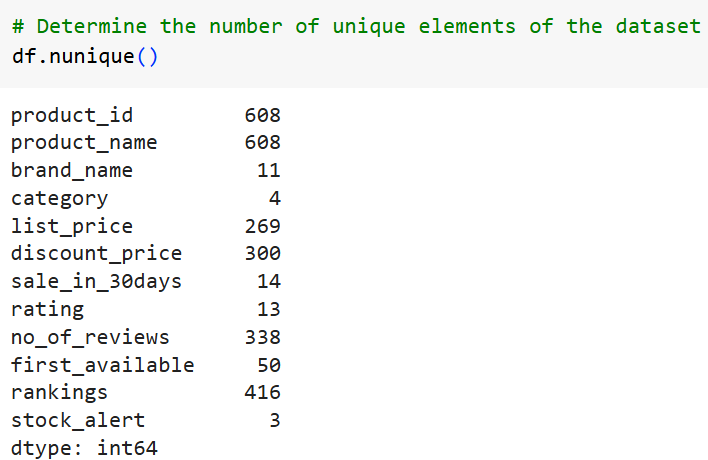 # Determine the number of unique elements of the dataset
df.nunique()
product_id 608
product_name 608
brand_name 11
category 4
list_price 269
discount_price 300
sale_in_30days 14
rating 13
no_of_reviews 338
first_available 50
rankings 416
stock_alert 3
dtype: int64